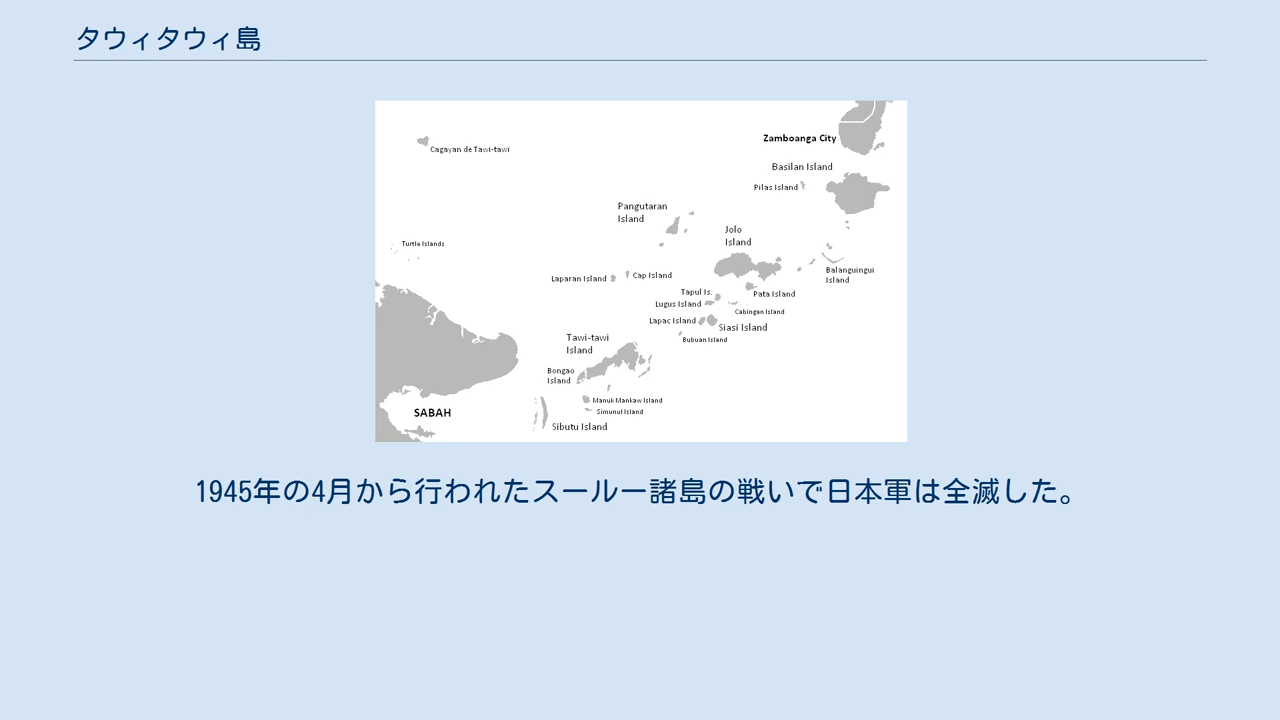 タウィタウィ島
Zamboanga City
Cagayan de Tawi-tawi
Basilan Island
Pilas Island
Pangutaran
Island
Jolo
Island
Turtle Islands
Balanguingui
Island
Laparan Island
Cap Island
Tapul Is.
Pata Island
Lugus Island
Cabingan Island
Lapac Island
Siasi Island
Bubuan Island
Tawi-tawi
Island
Bongao
Island
Manuk Mankaw Island
Simunul Island
SABAH
Sibutu Island
1945年の4月から行われたスールー諸島の戦いで日本軍は全滅した。